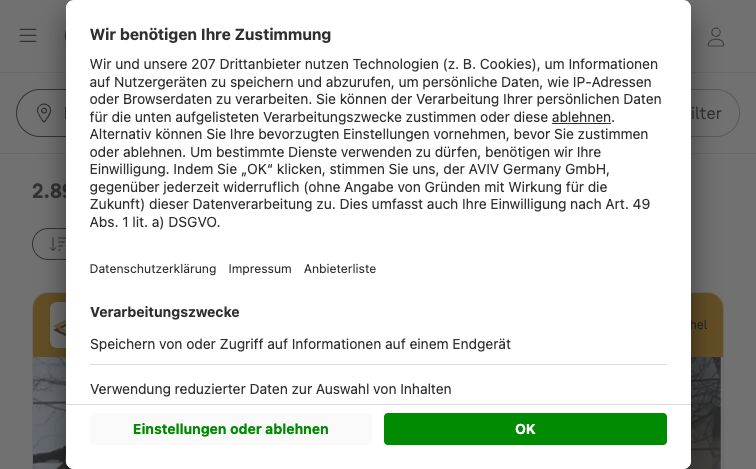 Wir benötigen Ihre Zustimmung
Wir und unsere 207 Drittanbieter nutzen Technologien (z. B. Cookies), um Informationen
auf Nutzergeräten zu speichern und abzurufen, um persönliche Daten, wie IP-Adressen
oder Browserdaten zu verarbeiten. Sie können der Verarbeitung Ihrer persönlichen Daten
für die unten aufgelisteten Verarbeitungszwecke zustimmen oder diese ablehnen.
Alternativ können Sie Ihre bevorzugten Einstellungen vornehmen, bevor Sie zustimmen
oder ablehnen. Um bestimmte Dienste verwenden zu dürfen, benötigen wir Ihre
Einwilligung. Indem Sie „OK“ klicken, stimmen Sie uns, der AVIV Germany GmbH,
gegenüber jederzeit widerruflich (ohne Angabe von Gründen mit Wirkung für die
Zukunft) dieser Datenverarbeitung zu. Dies umfasst auch Ihre Einwilligung nach Art. 49
Abs. 1 lit. a) DSGVO.
Datenschutzerklärung Impressum Anbieterliste
Verarbeitungszwecke
Speichern von oder Zugriff auf Informationen auf einem Endgerät
Verwendung reduzierter Daten zur Auswahl von Inhalten
Einstellungen oder ablehnen OK